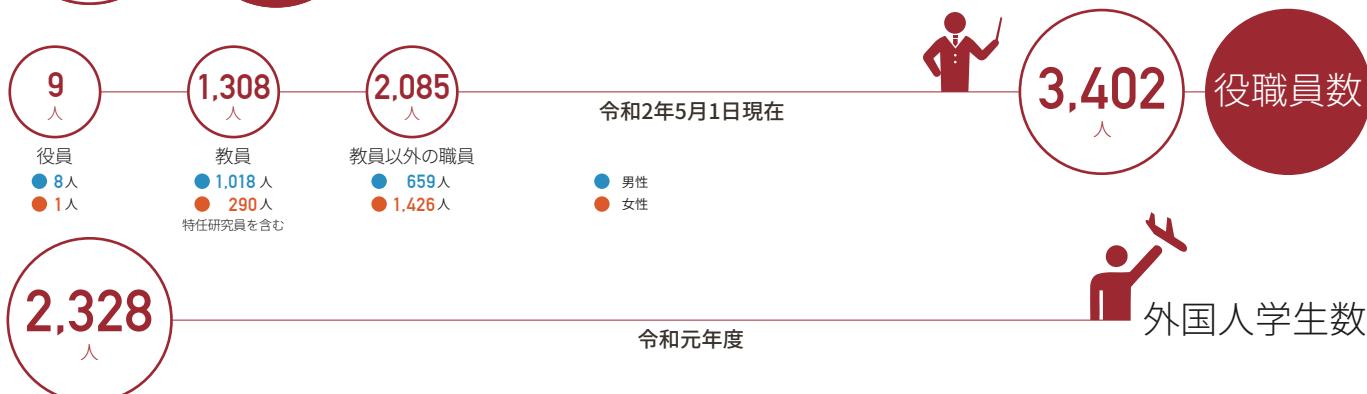 9
人
役員
8人
1人
1,308
人
教員
1,018人
290人
特任研究員を含む
2,085
人
教員以外の職員
659人
1,426人
令和2年5月1日現在
男性
女性
3,402
人
役職員数
2,328
人
令和元年度
外国人学生数